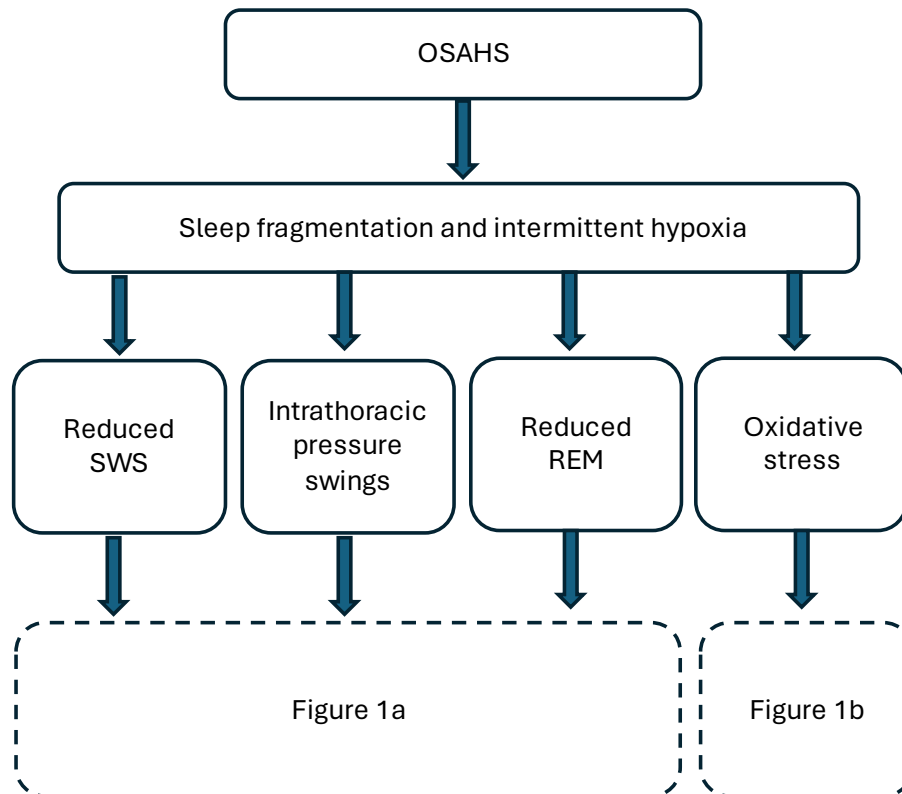 OSAHS
Sleep fragmentation and intermittent hypoxia
Reduced
SWS
Intrathoracic
pressure
swings
Reduced
REM
Oxidative
stress
Figure 1a
Figure 1b